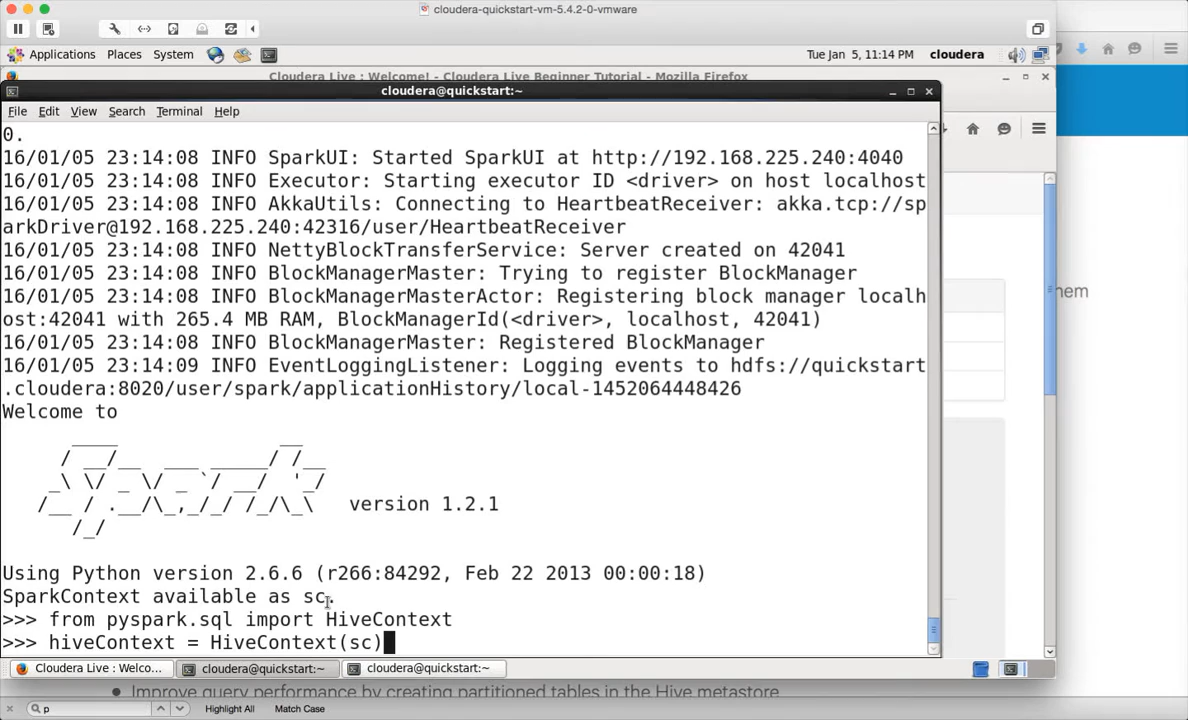 cloudera-quickstart-vm-5.4.2-0-vmware
Applications Places System
Tue Jan 5, 11:14 PM cloudera
Cloudera Live : Welcome! - Cloudera Live Beginner Tutorial - Mozilla Firefox
cloudera@quickstart:~
File Edit View Search Terminal Help
0.
16/01/05 23:14:08 INFO SparkUI: Started SparkUI at http://192.168.225.240:4040
16/01/05 23:14:08 INFO Executor: Starting executor ID <driver> on host localhost
16/01/05 23:14:08 INFO AkkaUtils: Connecting to HeartbeatReceiver: akka.tcp://sp
arkDriver@192.168.225.240:42316/user/HeartbeatReceiver
16/01/05 23:14:08 INFO NettyBlockTransferService: Server created on 42041
16/01/05 23:14:08 INFO BlockManagerMaster: Trying to register BlockManager
16/01/05 23:14:08 INFO BlockManagerMasterActor: Registering block manager localh
ost:42041 with 265.4 MB RAM, BlockManagerId(<driver>, localhost, 42041)
16/01/05 23:14:08 INFO BlockManagerMaster: Registered BlockManager
16/01/05 23:14:09 INFO EventLoggingListener: Logging events to hdfs://quickstart
.cloudera:8020/user/spark/applicationHistory/local-1452064448426
Welcome to
Spark
version 1.2.1
Using Python version 2.6.6 (r266:84292, Feb 22 2013 00:00:18)
SparkContext available as sc.
>>> from pyspark.sql import HiveContext
>>> hiveContext = HiveContext(sc)
hem
Cloudera Live : Welco... cloudera@quickstart:~ cloudera@quickstart:~
Improve query performance by creating partitioned tables in the Hive metastore
p Highlight All Match Case